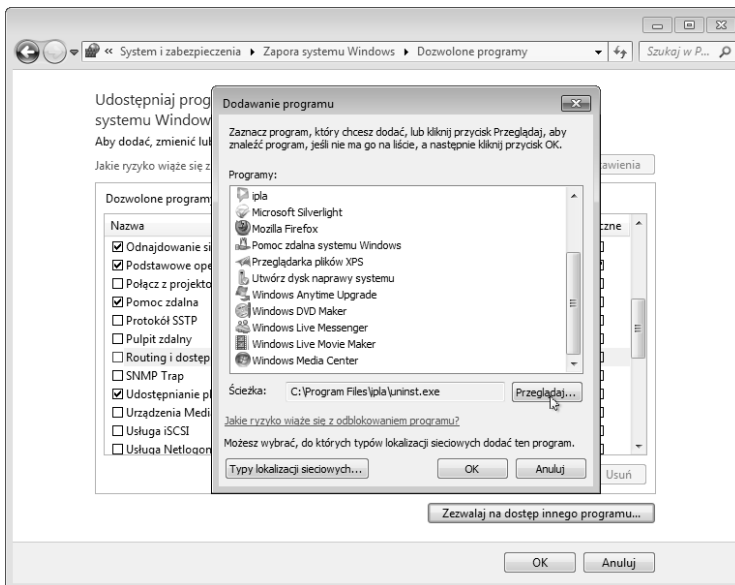 « System i zabezpieczenia ▸ Zapora systemu Windows ▸ Dozwolone programy
Szukaj w P...
Udostępniaj prog
systemu Window
Aby dodać, zmienić lub
Jakie ryzyko wiąże się z
Dozwolone program
Nazwa
czne
Odnajdowanie si
Podstawowe ope
Połącz z projekto
Pomoc zdalna
Protokół SSTP
Pulpit zdalny
Routing i dostęp
SNMP Trap
Udostępnianie pl
Urządzenia Medi
Usługa iSCSI
Usługa Netlogon
Usuń
Zezwalaj na dostęp innego programu...
OK Anuluj
Dodawanie programu
Zaznacz program, który chcesz dodać, lub kliknij przycisk Przeglądaj, aby
znaleźć program, jeśli nie ma go na liście, a następnie kliknij przycisk OK.
Programy:
ipla
Microsoft Silverlight
Mozilla Firefox
Pomoc zdalna systemu Windows
Przeglądarka plików XPS
Utwórz dysk naprawy systemu
Windows Anytime Upgrade
Windows DVD Maker
Windows Live Messenger
Windows Live Movie Maker
Windows Media Center
Ścieżka: C:\Program Files\ipla\uninst.exe Przeglądaj...
Jakie ryzyko wiąże się z odblokowaniem programu?
Możesz wybrać, do których typów lokalizacji sieciowych dodać ten program.
Typy lokalizacji sieciowych... OK Anuluj